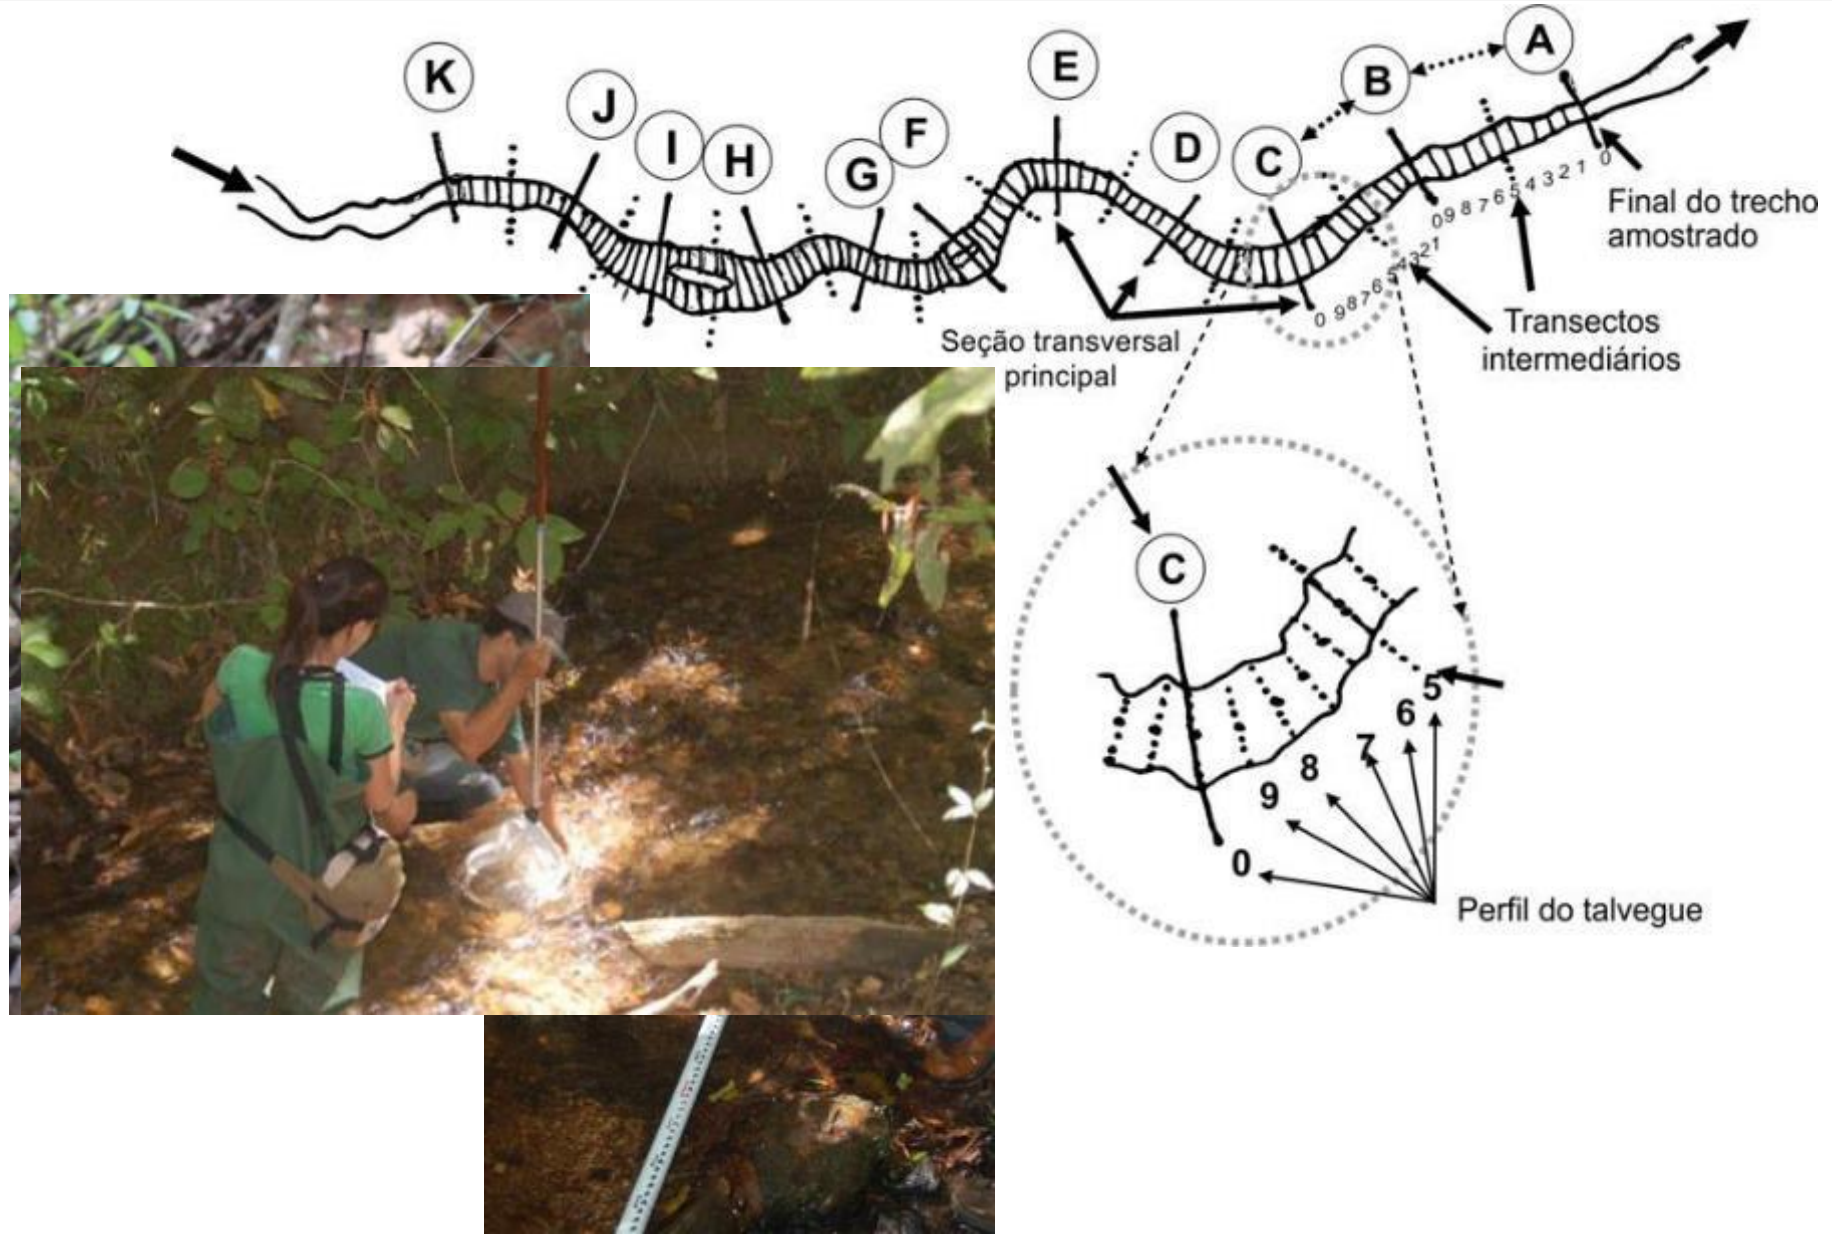 K
J
I
H
G
F
E
D
C
B
A
0 1 2 3 4 5 6 7 8 9 0
1 2 3 4 5 6 7 8 9 0
Final do trecho
amostrado
Seção transversal
principal
Transectos
intermediários
C
5
6
7
8
9
0
Perfil do talvegue